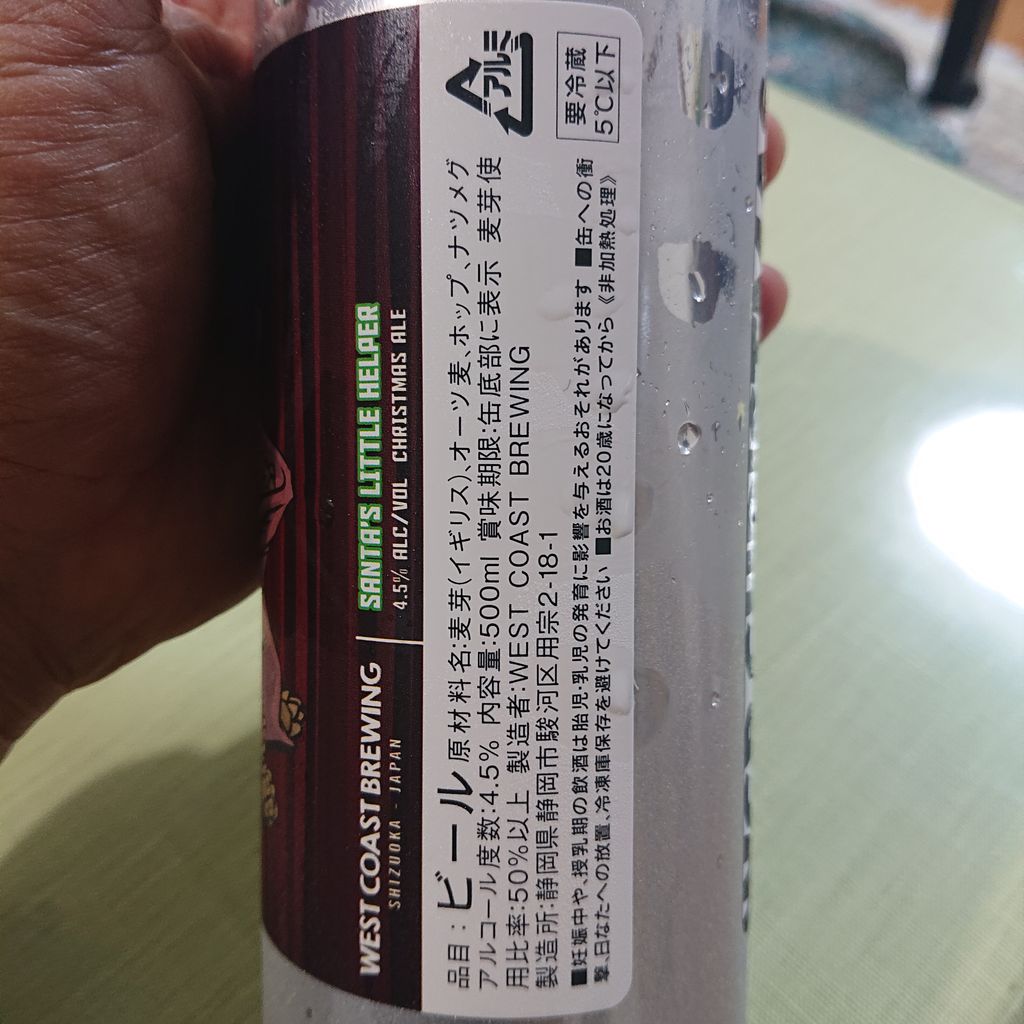 WEST COAST BREWING
SHIZUOKA - JAPAN
SANTA'S LITTLE HELPER
4.5% ALC/VOL CHRISTMAS ALE
品目：ビール 原材料名:麦芽(イギリス)、オーツ麦、ホップ、ナツメグ
アルコール度数:4.5% 内容量:500ml 賞味期限:缶底部に表示 麦芽使
用比率:50%以上 製造者:WEST COAST BREWING
製造所:静岡県静岡市駿河区用宗2-18-1
■妊娠中や、授乳期の飲酒は胎児・乳児の発育に影響を与えるおそれがあります ■缶への衝
撃、日なたへの放置、冷凍庫保存を避けてください ■お酒は20歳になってから《非加熱処理》
アルミ
要冷蔵
5℃以下